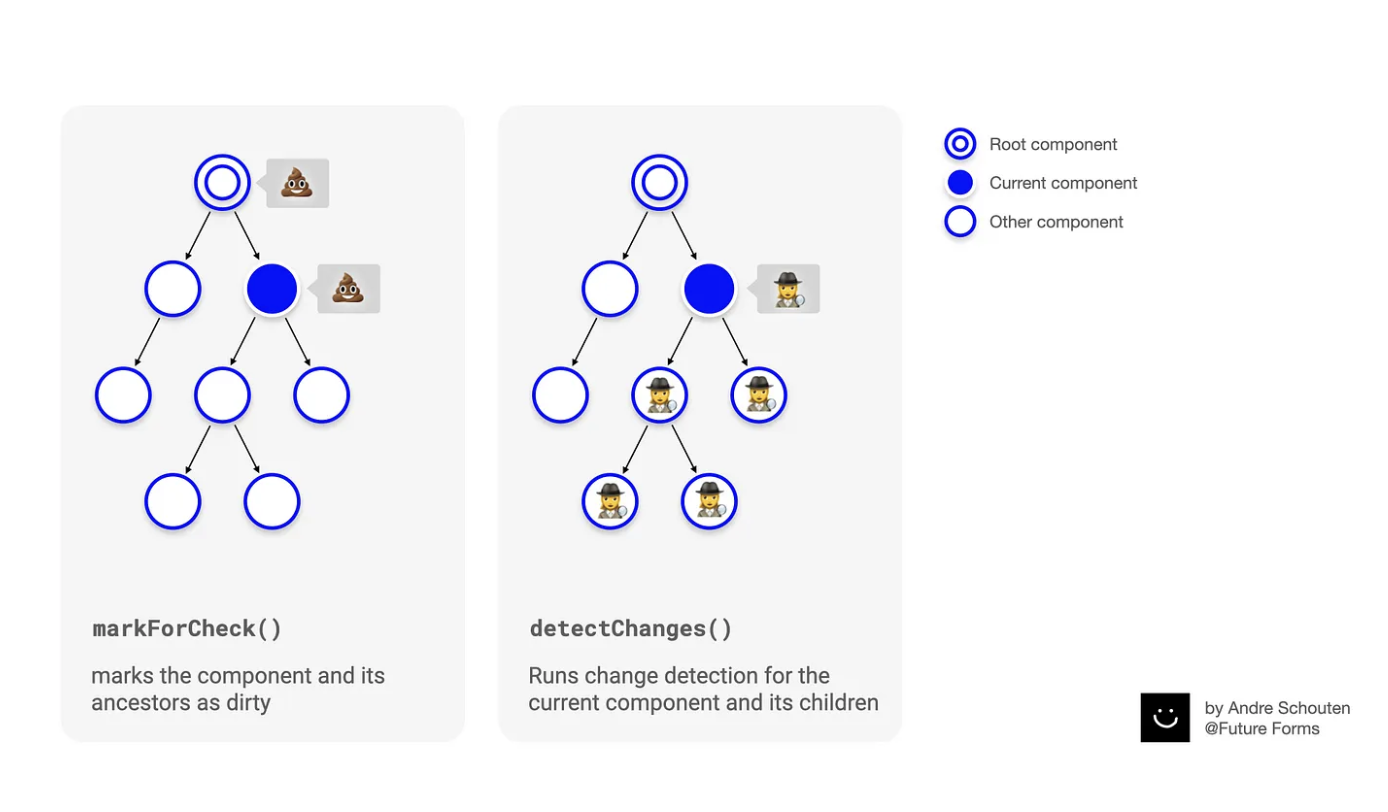 Root component
Current component
Other component
markForCheck()
marks the component and its
ancestors as dirty
detectChanges()
Runs change detection for the
current component and its children
by Andre Schouten
@Future Forms